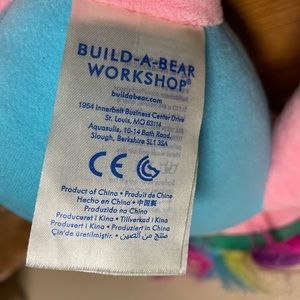 BUILD-A-BEAR
WORKSHOP®
buildabear.com
1954 Innerbelt Business Center Drive
St. Louis, MO 63114
Aquasulis, 10-14 Bath Road,
Slough, Berkshire SL1 3SA
CE
Product of China • Produit de Chine
Hecho en China • 中国制
Produzido na China
Produceret i Kina • Tillverkad i Kina
Produsert i Kina • Prodotto in China
Çin'de üretilmiştir. • منتج من الصين